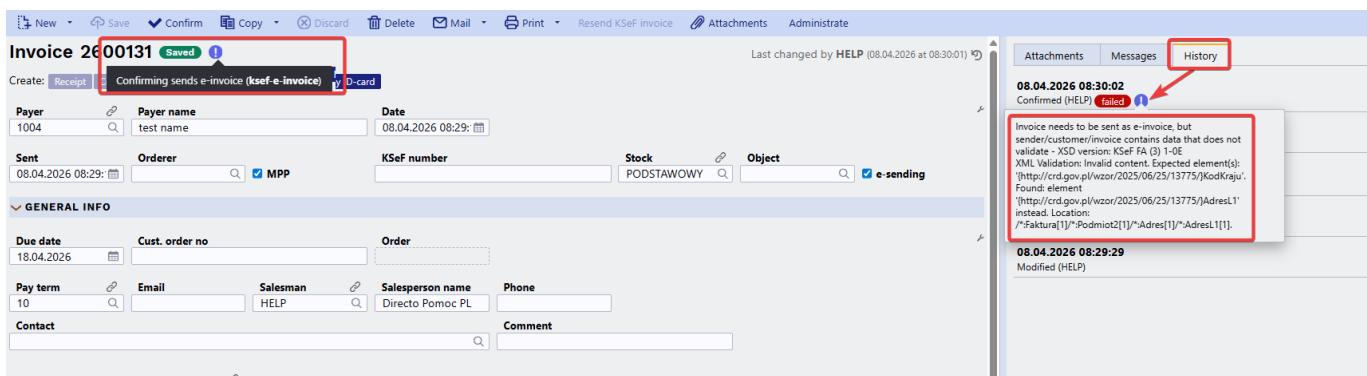 New Save Confirm Copy Discard Delete Mail Print Resend KSeF invoice Attachments Administrate
Invoice 2600131 Saved
Last changed by HELP (08.04.2026 at 08:30:01)
Confirming sends e-invoice (ksef-e-invoice)
Create: Receipt D-card
Payer Payer name Date
1004 test name 08.04.2026 08:29:
Sent Orderer KSeF number Stock Object
08.04.2026 08:29: MPP PODSTAWOWY e-sending
GENERAL INFO
Due date Cust. order no Order
18.04.2026
Pay term Email Salesman Salesperson name Phone
10 HELP Directo Pomoc PL
Contact Comment
Attachments Messages History
08.04.2026 08:30:02
Confirmed (HELP) failed
Invoice needs to be sent as e-invoice, but
sender/customer/invoice contains data that does not
validate - XSD version: KSeF FA (3) 1-0E
XML Validation: Invalid content. Expected element(s):
'{http://crd.gov.pl/wzor/2025/06/25/13775/}KodKraju'.
Found: element
'{http://crd.gov.pl/wzor/2025/06/25/13775/}AdresL1'
instead. Location:
/*:Faktura[1]/*:Podmiot2[1]/*:Adres[1]/*:AdresL1[1].
08.04.2026 08:29:29
Modified (HELP)